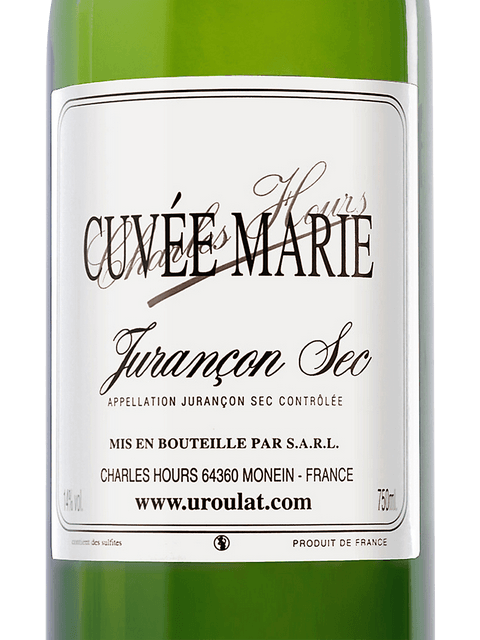 Charles Hours
CUVÉE MARIE
Jurançon Sec
APPELLATION JURANÇON SEC CONTRÔLÉE
MIS EN BOUTEILLE PAR S.A.R.L.
CHARLES HOURS 64360 MONEIN - FRANCE
www.uroulat.com
14% vol. 750ml.
contient des sulfites PRODUIT DE FRANCE